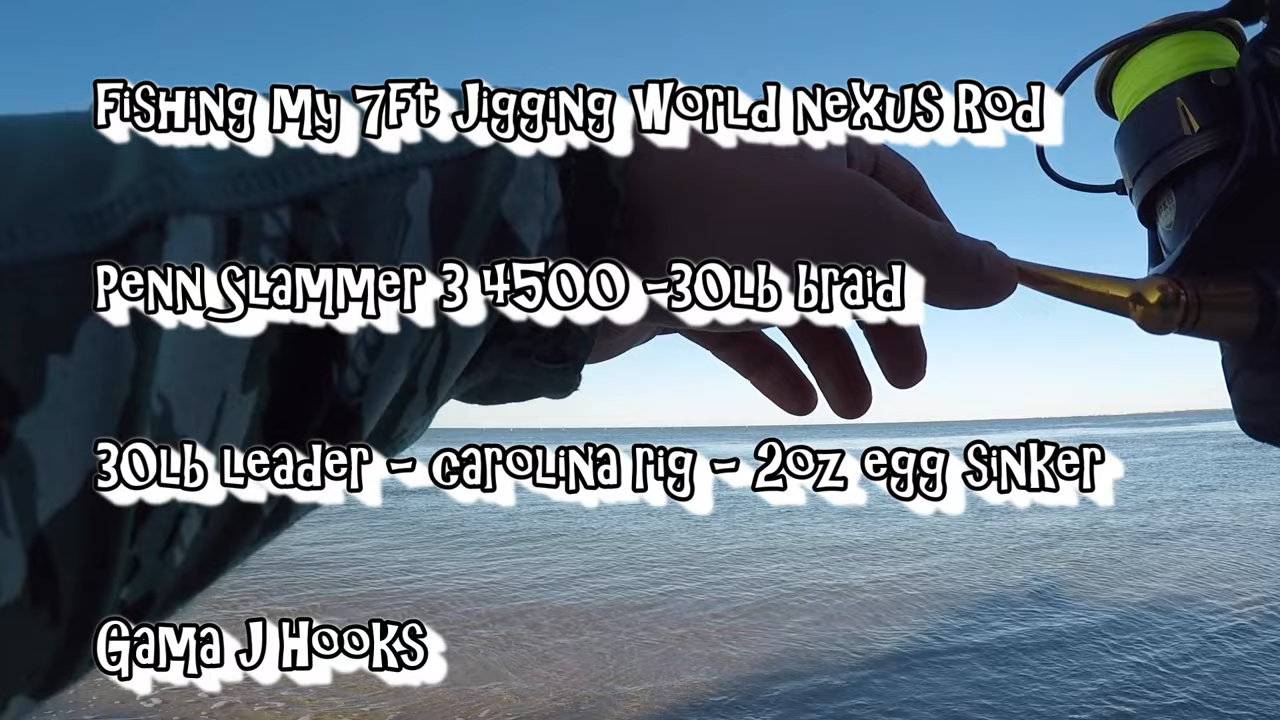 Fishing My 7Ft Jigging World Nexus Rod
Penn Slammer 3 4500 -30Lb braid
30Lb Leader - Carolina rig - 2oz egg sinker
Gama J Hooks